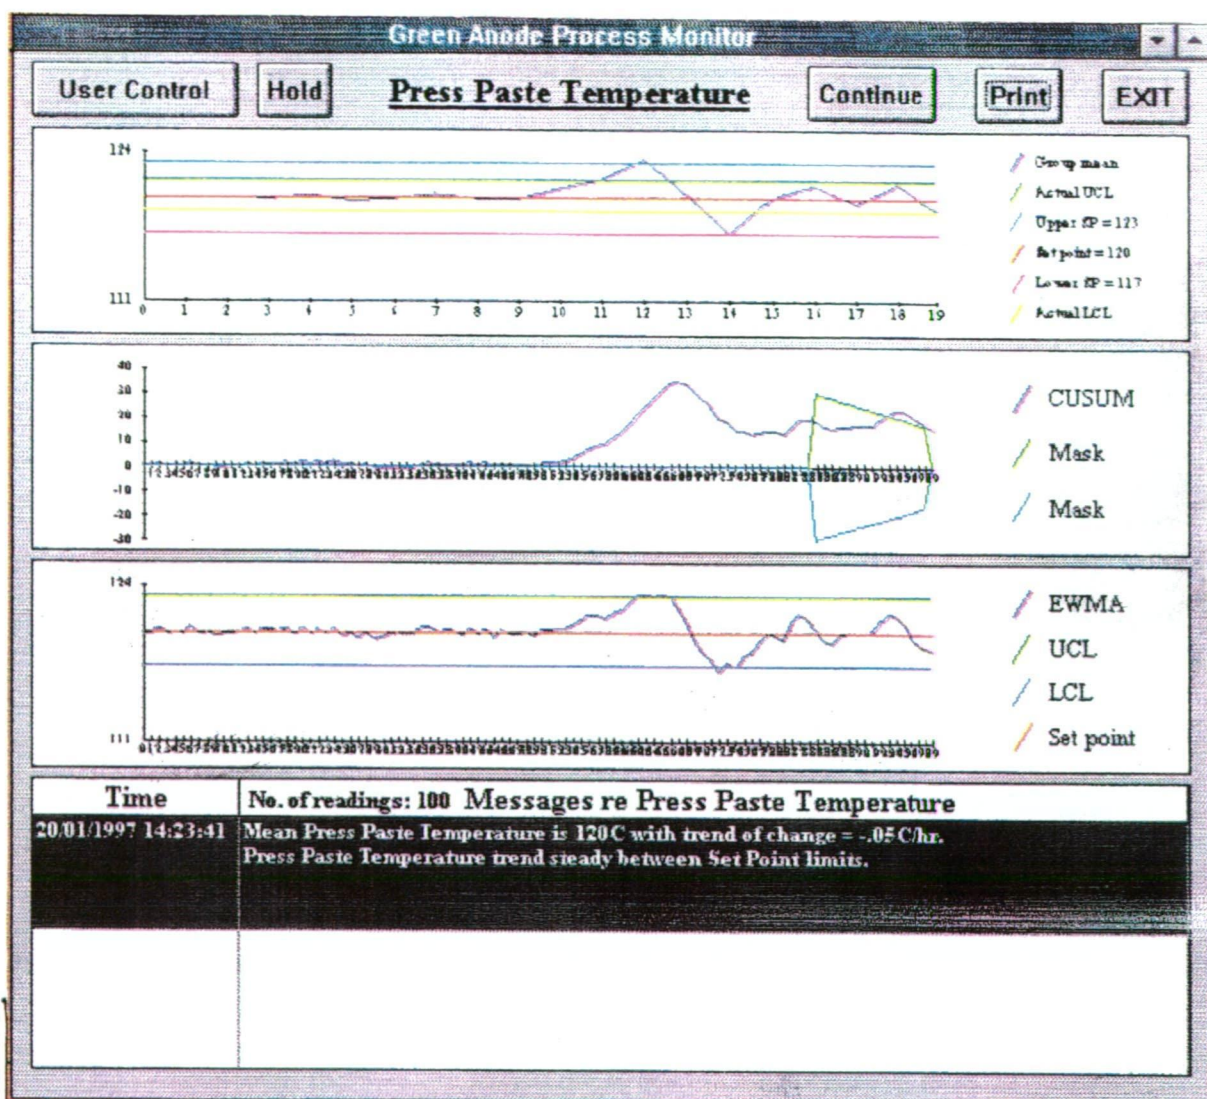 Green Anode Process Monitor
User Control Hold Press Paste Temperature Continue Print EXIT
124
111
0 1 2 3 4 5 6 7 8 9 10 11 12 13 14 15 16 17 18 19
Group mean
Actual UCL
Upper SP = 123
Set point = 120
Lower SP = 117
Actual LCL
40
30
20
10
0
-10
-20
-30
CUSUM
Mask
Mask
124
111
EWMA
UCL
LCL
Set point
Time No. of readings: 100 Messages re Press Paste Temperature
20/01/1997 14:23:41 Mean Press Paste Temperature is 120C with trend of change = -.05C/hr.
Press Paste Temperature trend steady between Set Point limits.